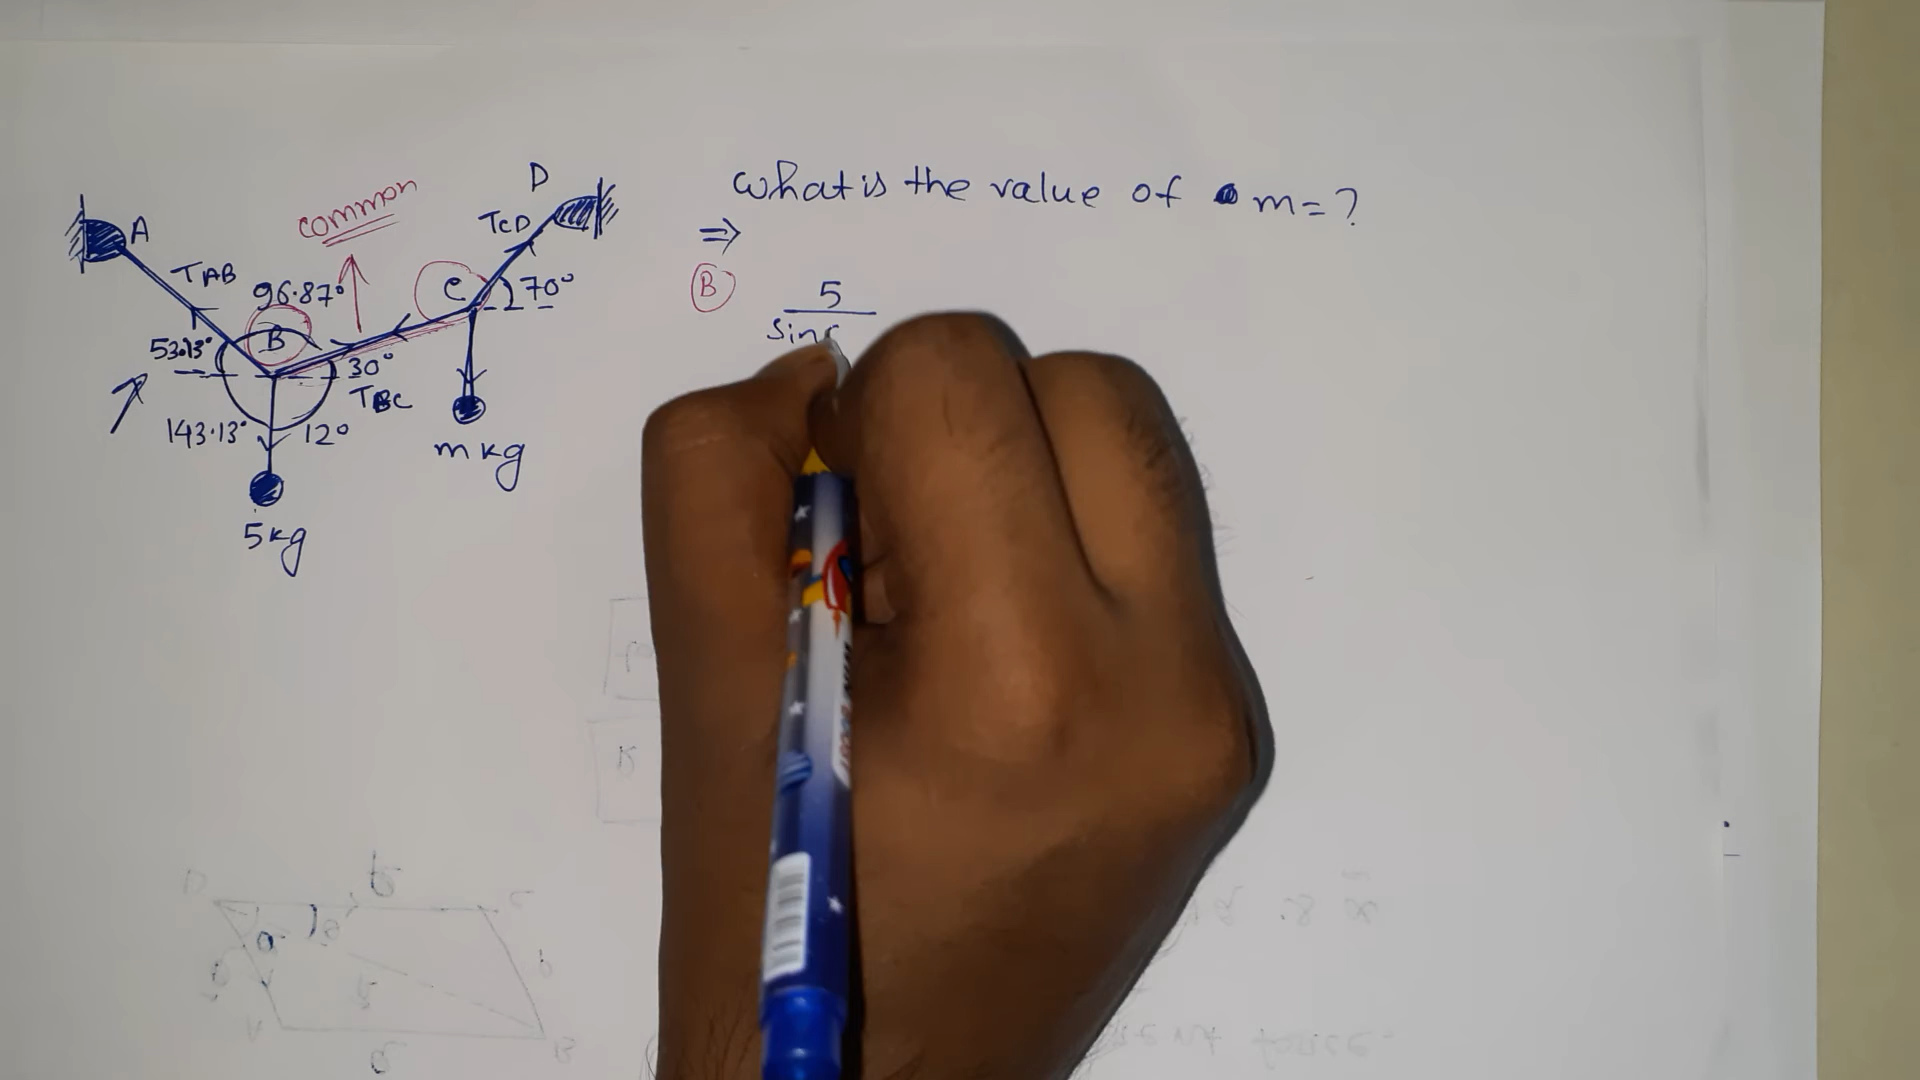 what is the value of m=?
⇒
D
common
TCD
A
TAB
96.87°
C
70°
B
53.13°
30°
TBC
143.13°
120
m kg
5kg
B
5
sin(